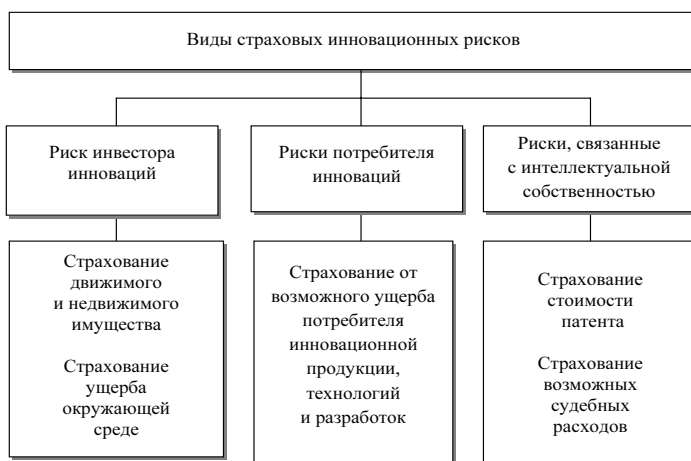 Виды страховых инновационных рисков
Риск инвестора
инноваций
Риски потребителя
инноваций
Риски, связанные
с интеллектуальной
собственностью
Страхование
движимого
и недвижимого
имущества
Страхование
ущерба
окружающей
среде
Страхование от
возможного ущерба
потребителя
инновационной
продукции,
технологий
и разработок
Страхование
стоимости
патента
Страхование
возможных
судебных
расходов